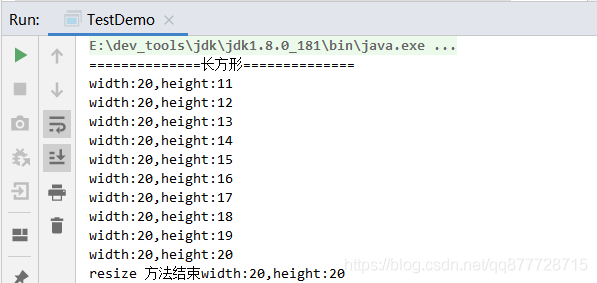 Run: TestDemo
E:\dev_tools\jdk\jdk1.8.0_181\bin\java.exe ...
==============长方形==============
width:20,height:11
width:20,height:12
width:20,height:13
width:20,height:14
width:20,height:15
width:20,height:16
width:20,height:17
width:20,height:18
width:20,height:19
width:20,height:20
resize 方法结束width:20,height:20
https://blog.csdn.net/qq877728715